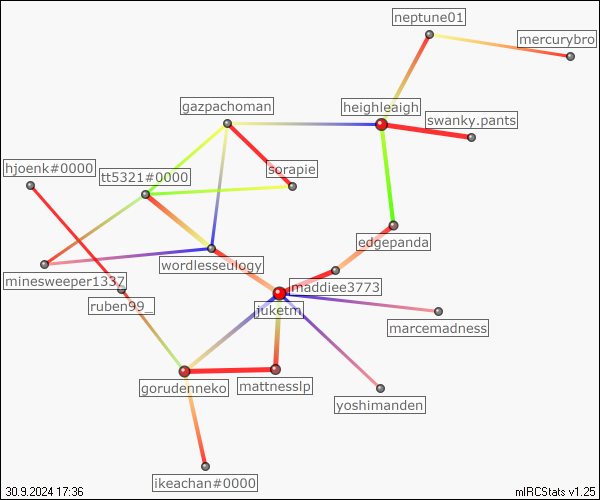 neptune01
mercurybro
gazpachoman
heighleaigh
swanky.pants
hjoenk#0000
tt5321#0000
sorapie
edgepanda
wordlesseulogy
minesweeper1337
maddiee3773
ruben99_
juketm
marcemadness
gorudenneko
mattnesslp
yoshimanden
ikeachan#0000
30.9.2024 17:36
mIRCStats v1.25